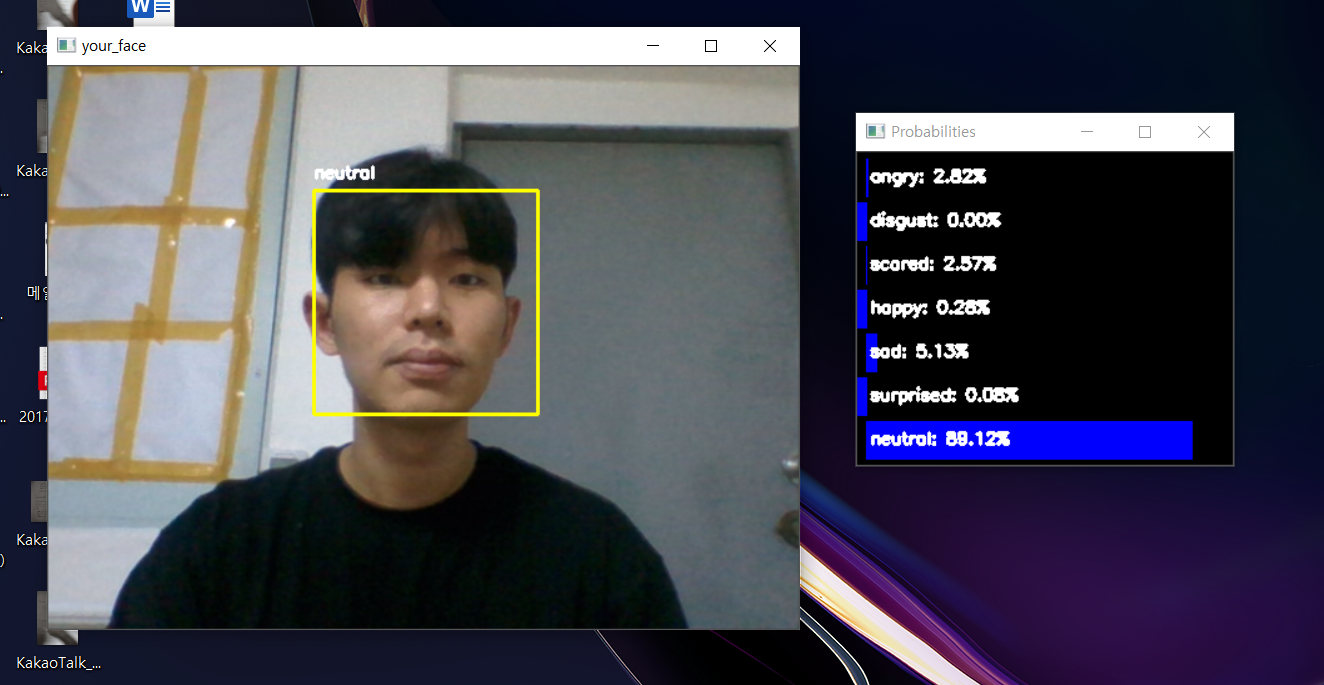 W
Kaka
your_face
Kaka
...
메일
2017
...
Kaka
)
KakaoTalk_...
neutral
Probabilities
angry: 2.82%
disgust: 0.00%
scared: 2.57%
happy: 0.28%
sad: 5.13%
surprised: 0.08%
neutral: 89.12%